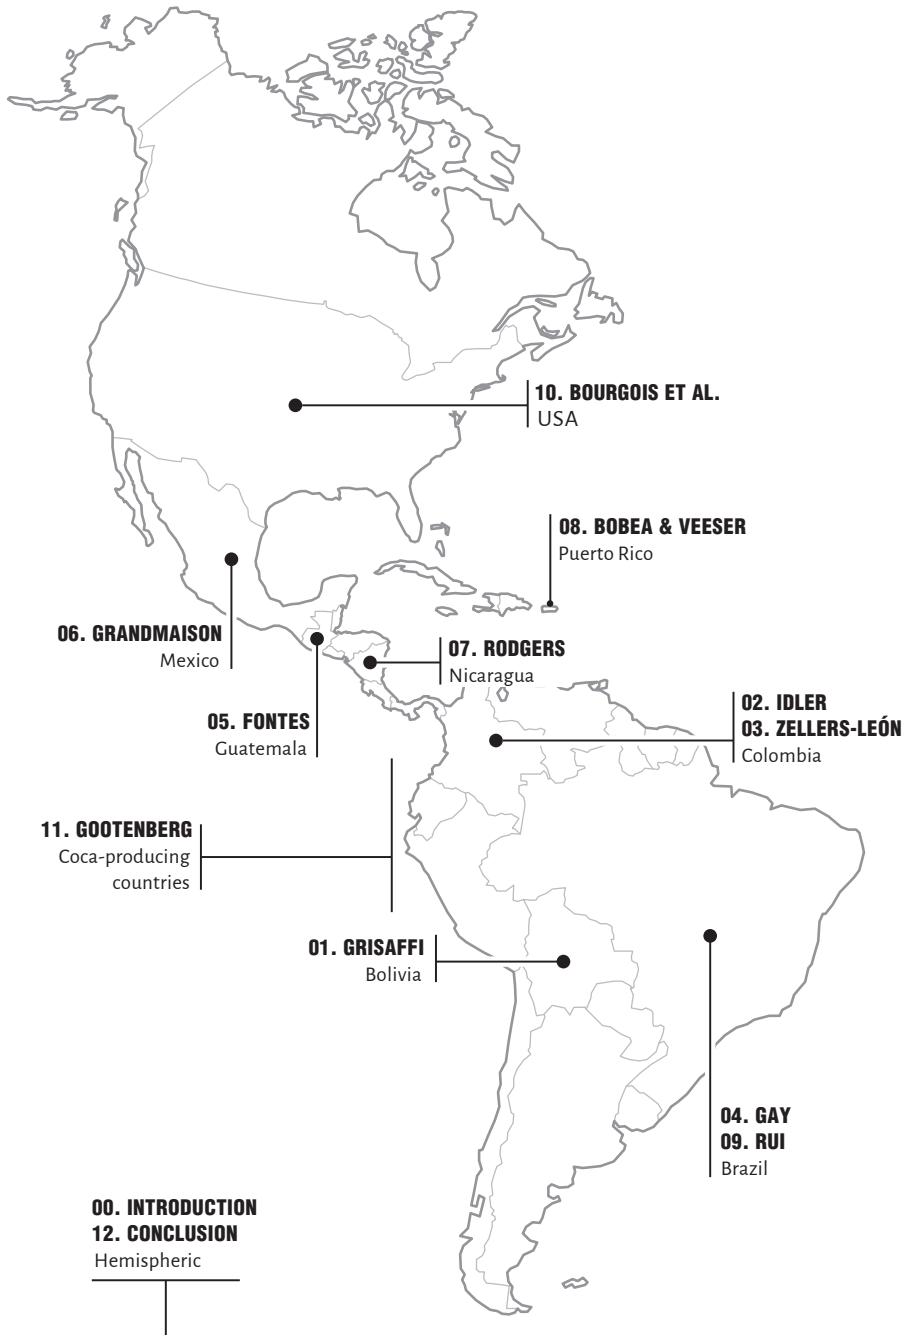 10. BOURGOIS ET AL.
USA
08. BOBEA & VEESER
Puerto Rico
06. GRANDMAISON
Mexico
07. RODGERS
Nicaragua
05. FONTES
Guatemala
02. IDLER
03. ZELLERS-LEÓN
Colombia
11. GOOTENBERG
Coca-producing
countries
01. GRISAFFI
Bolivia
04. GAY
09. RUI
Brazil
00. INTRODUCTION
12. CONCLUSION
Hemispheric